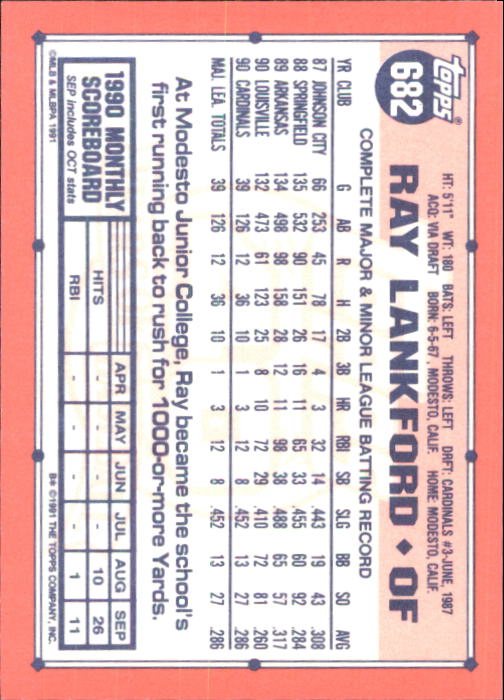 topps®
682
RAY LANKFORD ◆ OF
HT: 5'11" WT: 180 BATS: LEFT THROWS: LEFT DRFT: CARDINALS #3-JUNE, 1987
ACQ: VIA DRAFT BORN: 6-5-67, MODESTO, CALIF. HOME: MODESTO, CALIF.
COMPLETE MAJOR & MINOR LEAGUE BATTING RECORD
YR CLUB G AB R H 2B 3B HR RBI SB SLG BB SO AVG
87 JOHNSON CITY 66 253 45 78 17 4 3 32 14 .443 19 43 .308
88 SPRINGFIELD 135 532 90 151 26 16 11 65 33 .455 60 92 .284
89 ARKANSAS 134 498 98 158 28 12 11 98 38 .488 65 57 .317
90 LOUISVILLE 132 473 61 123 25 8 10 72 29 .410 72 81 .260
90 CARDINALS 39 126 12 36 10 1 3 12 8 .452 13 27 .286
MAJ. LEA. TOTALS 39 126 12 36 10 1 3 12 8 .452 13 27 .286
At Modesto Junior College, Ray became the school's
first running back to rush for 1000-or-more Yards.
1990 MONTHLY
SCOREBOARD
SEP includes OCT stats
APR MAY JUN JUL AUG SEP
HITS - - - - 10 26
RBI - - - - 1 11
©MLB & MLBPA 1991
B* ©1991 THE TOPPS COMPANY, INC.